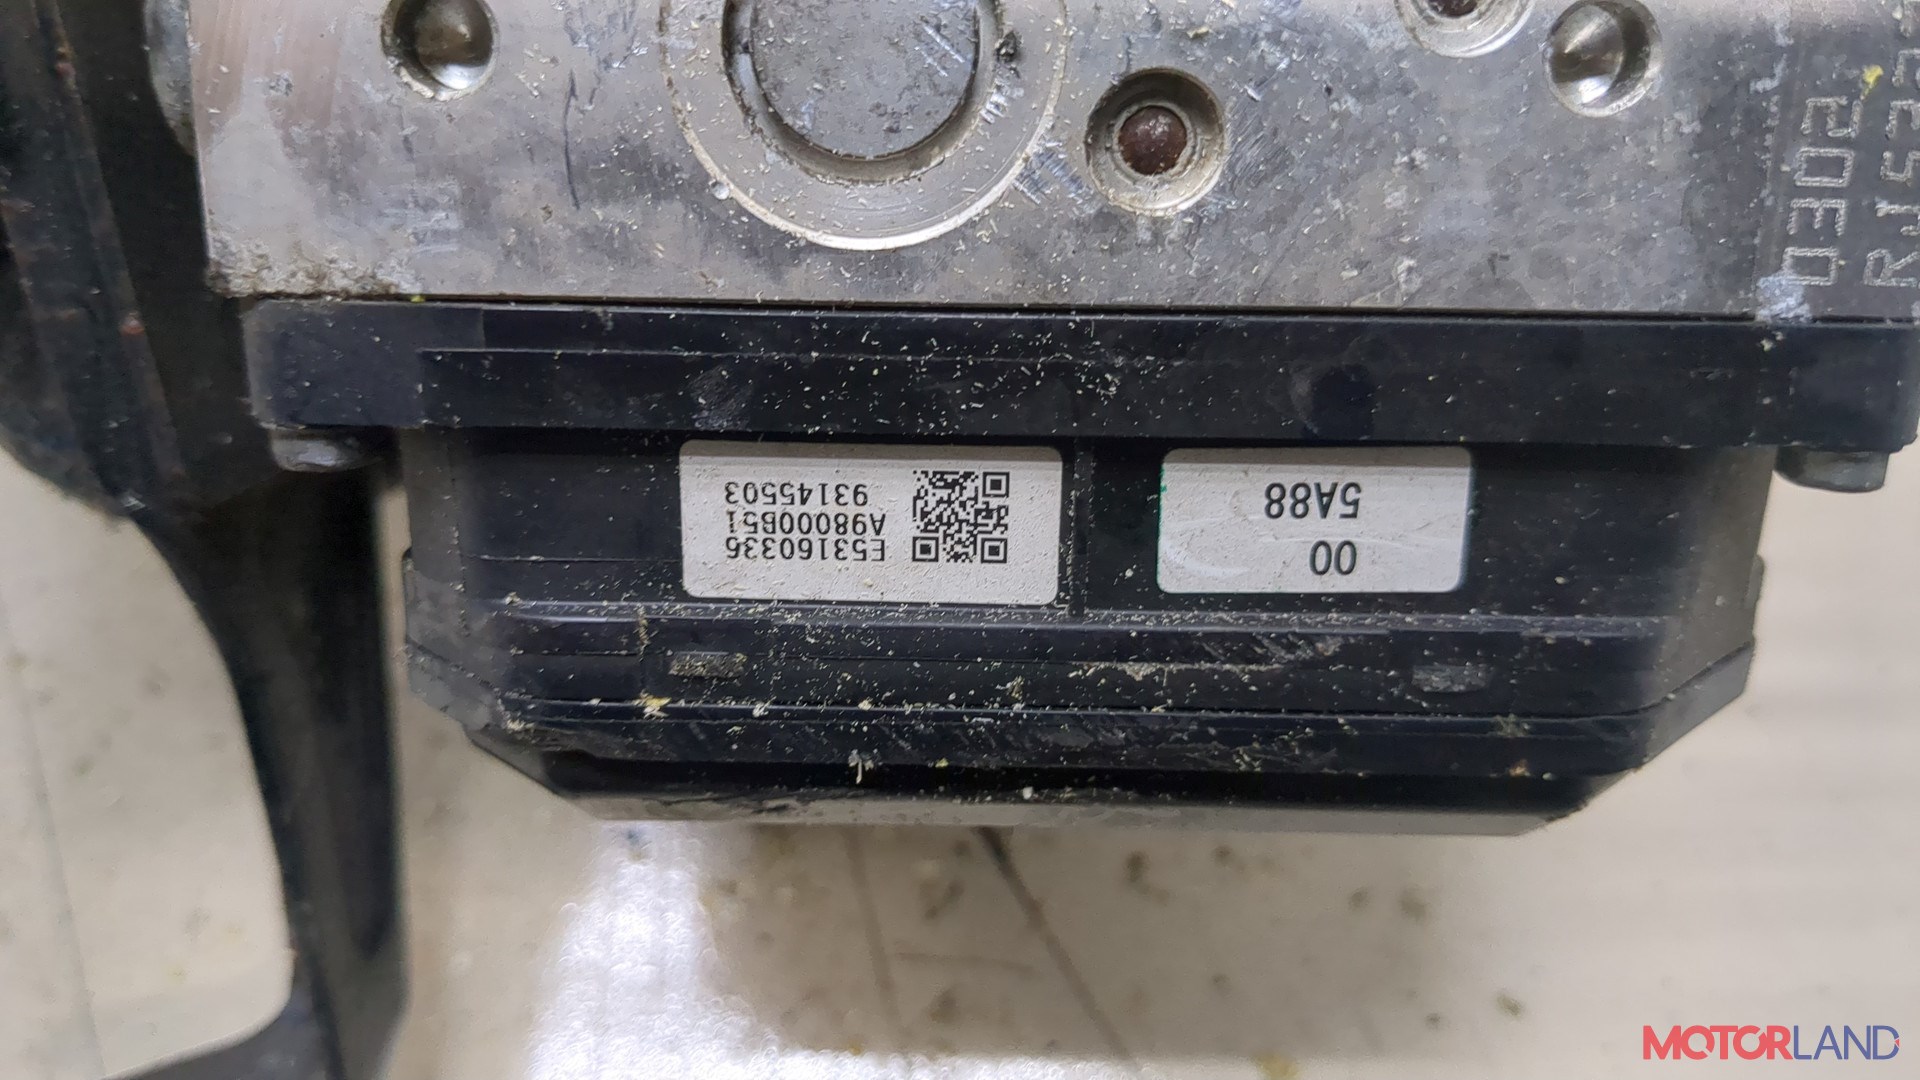 E53160336
A98000B51
93145503
00
5A88
MOTORLAND